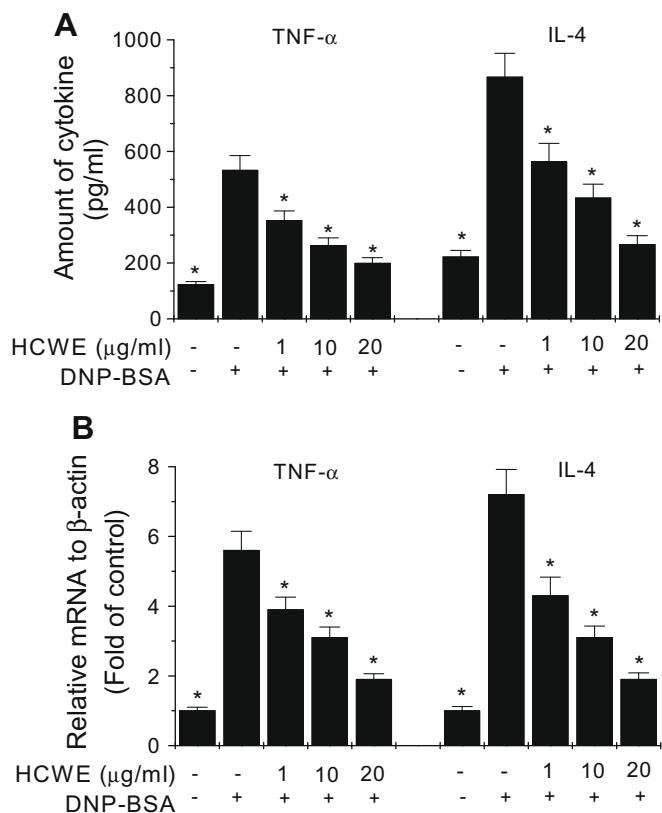 A
TNF-α IL-4
Amount of cytokine
(pg/ml)
1000
800
600
400
200
0
* * * * * * * *
HCWE (μg/ml) - - 1 10 20 - - 1 10 20
DNP-BSA - + + + + - + + + +
B
TNF-α IL-4
Relative mRNA to β-actin
(Fold of control)
8
6
4
2
0
* * * * * * * *
HCWE (μg/ml) - - 1 10 20 - - 1 10 20
DNP-BSA - + + + + - + + + +